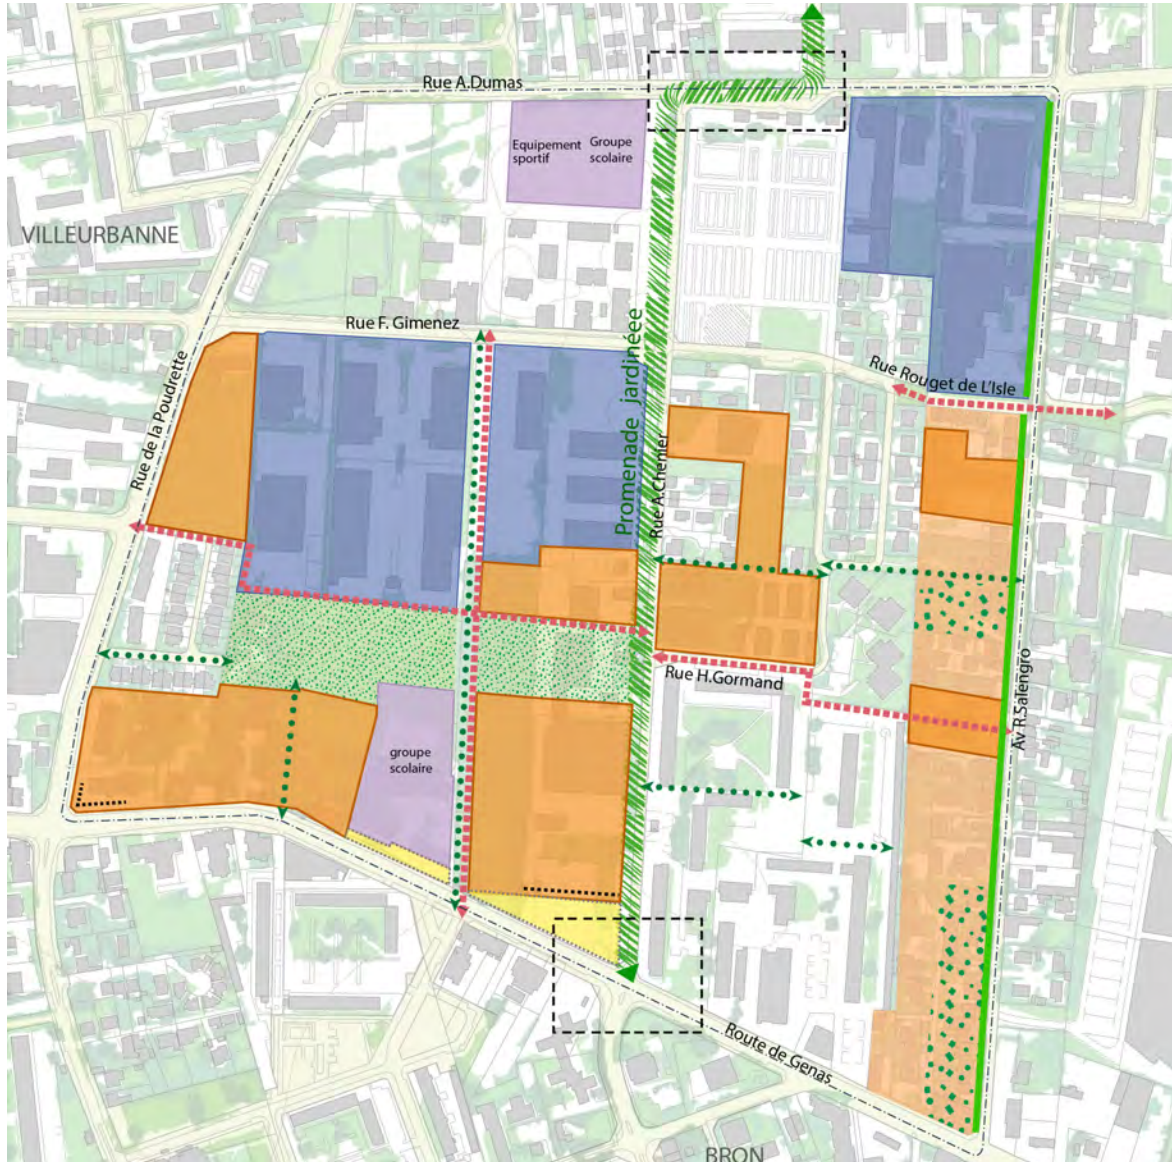 Rue A.Dumas
Equipement
sportif
Groupe
scolaire
VILLEURBANNE
Rue F. Gimenez
Promenade jardinéee
Rue Rouget de L'Isle
Rue de la Poudrette
Rue A.Chenier
Rue H.Gormand
Av R.Salengro
groupe
scolaire
Route de Genas
BRON